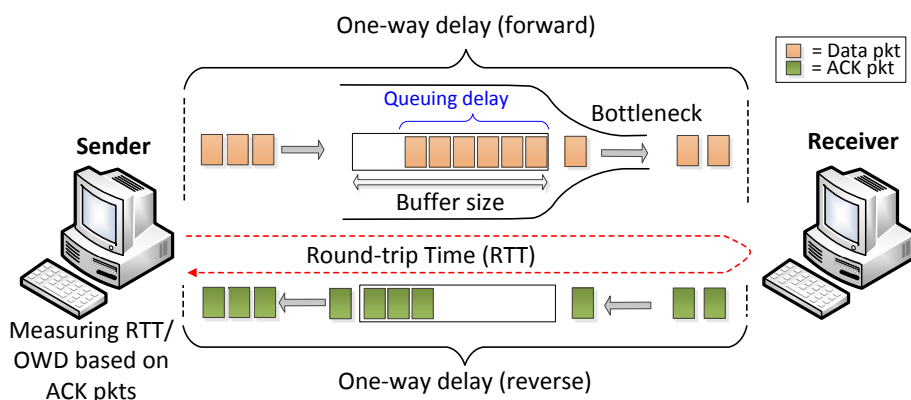 One-way delay (forward)
= Data pkt
= ACK pkt
Queuing delay
Bottleneck
Sender
Receiver
Buffer size
Round-trip Time (RTT)
Measuring RTT/
OWD based on
ACK pkts
One-way delay (reverse)